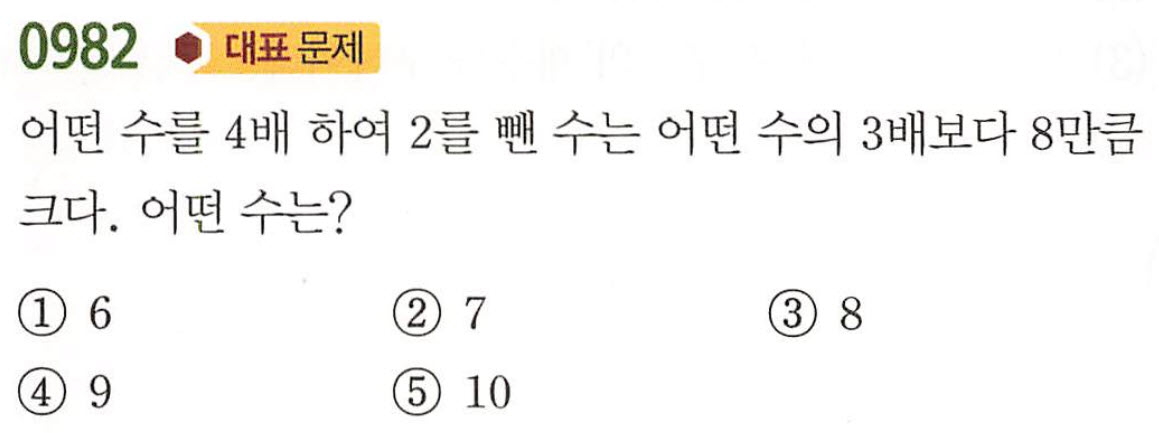 0982 대표문제
어떤 수를 4배 하여 2를 뺀 수는 어떤 수의 3배보다 8만큼
크다. 어떤 수는?
① 6 ② 7 ③ 8
④ 9 ⑤ 10